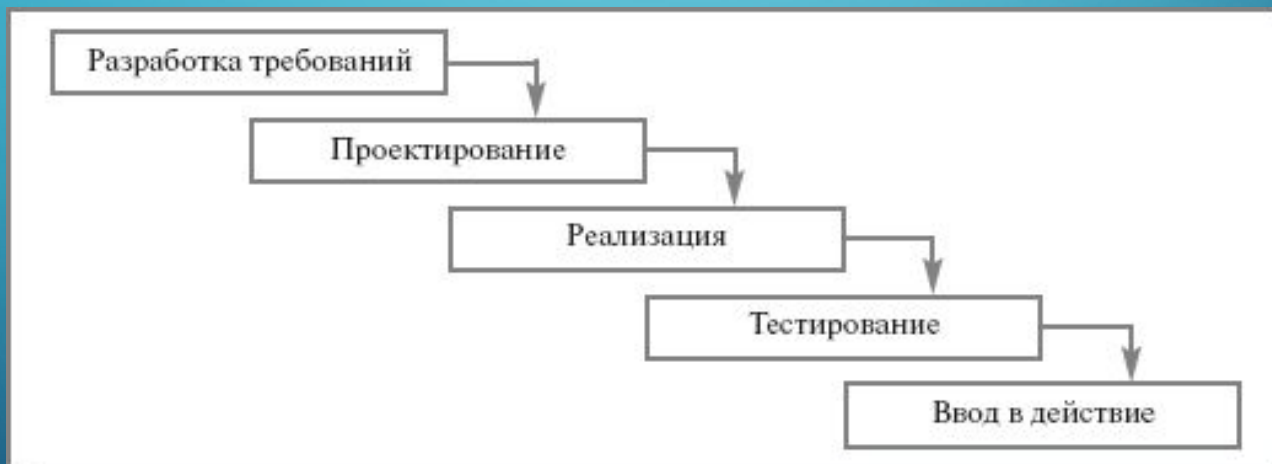 Разработка требований
Проектирование
Реализация
Тестирование
Ввод в действие